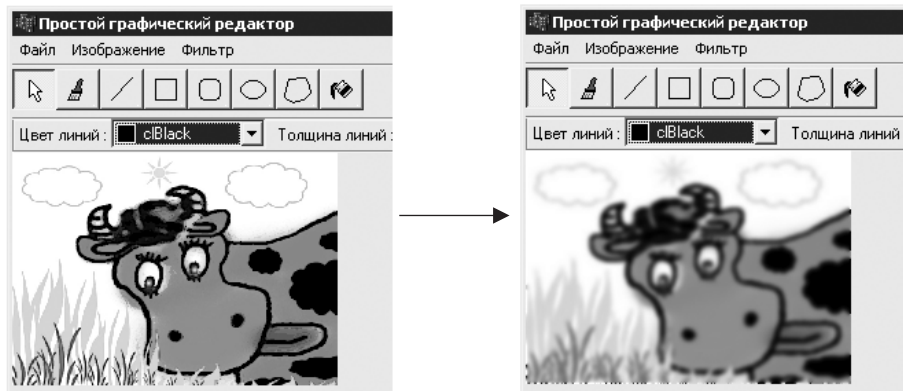 Простой графический редактор
Файл Изображение Фильтр
Цвет линий : clBlack Толщина линий :
Простой графический редактор
Файл Изображение Фильтр
Цвет линий : clBlack Толщина линий